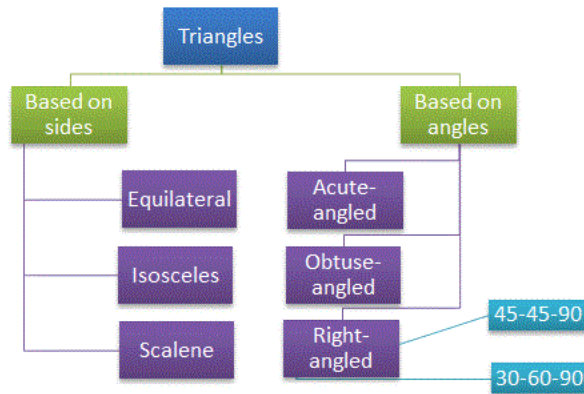 Triangles
Based on
sides
Equilateral
Isosceles
Scalene
Based on
angles
Acute-
angled
Obtuse-
angled
Right-
angled
45-45-90
30-60-90